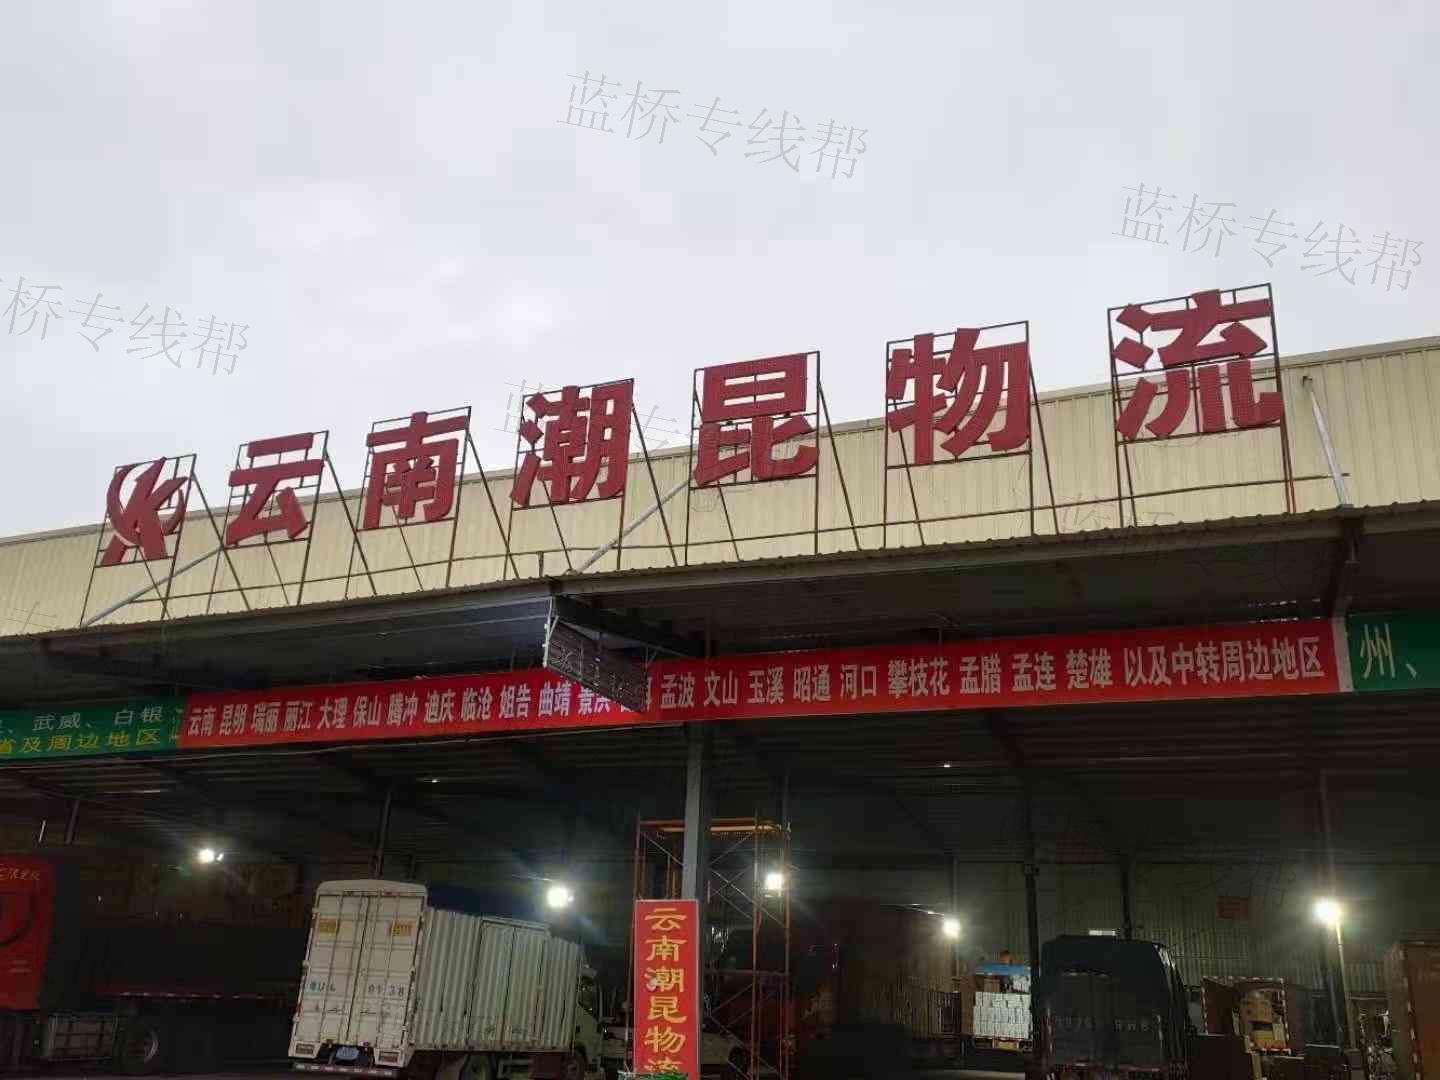 蓝桥专线帮
蓝桥专线帮
桥专线帮
云南潮昆物流
云南 昆明 瑞丽 丽江 大理 保山 腾冲 迪庆 临沧 姐告 曲靖 景洪 孟波 文山 玉溪 昭通 河口 攀枝花 孟腊 孟连 楚雄 以及中转周边地区
武威、白银
省及周边地区
州、
云南潮昆物流